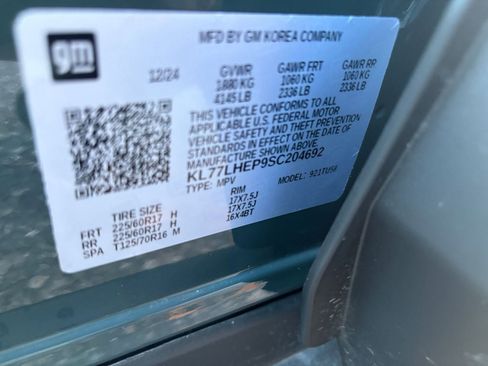 gm
MFD BY GM KOREA COMPANY
12/24 GVWR GAWR FRT GAWR RR
1880 KG 1060 KG 1060 KG
4145 LB 2336 LB 2336 LB
THIS VEHICLE CONFORMS TO ALL
APPLICABLE U.S. FEDERAL MOTOR
VEHICLE SAFETY AND THEFT PREVENTION
STANDARDS IN EFFECT ON THE DATE OF
MANUFACTURE SHOWN ABOVE.
KL77LHEP9SC204692
TYPE: MPV MODEL:
TIRE SIZE RIM
FRT 225/60R17 H 17X7.5J
RR 225/60R17 H 17X7.5J
SPA T125/70R16 M 16X4BT